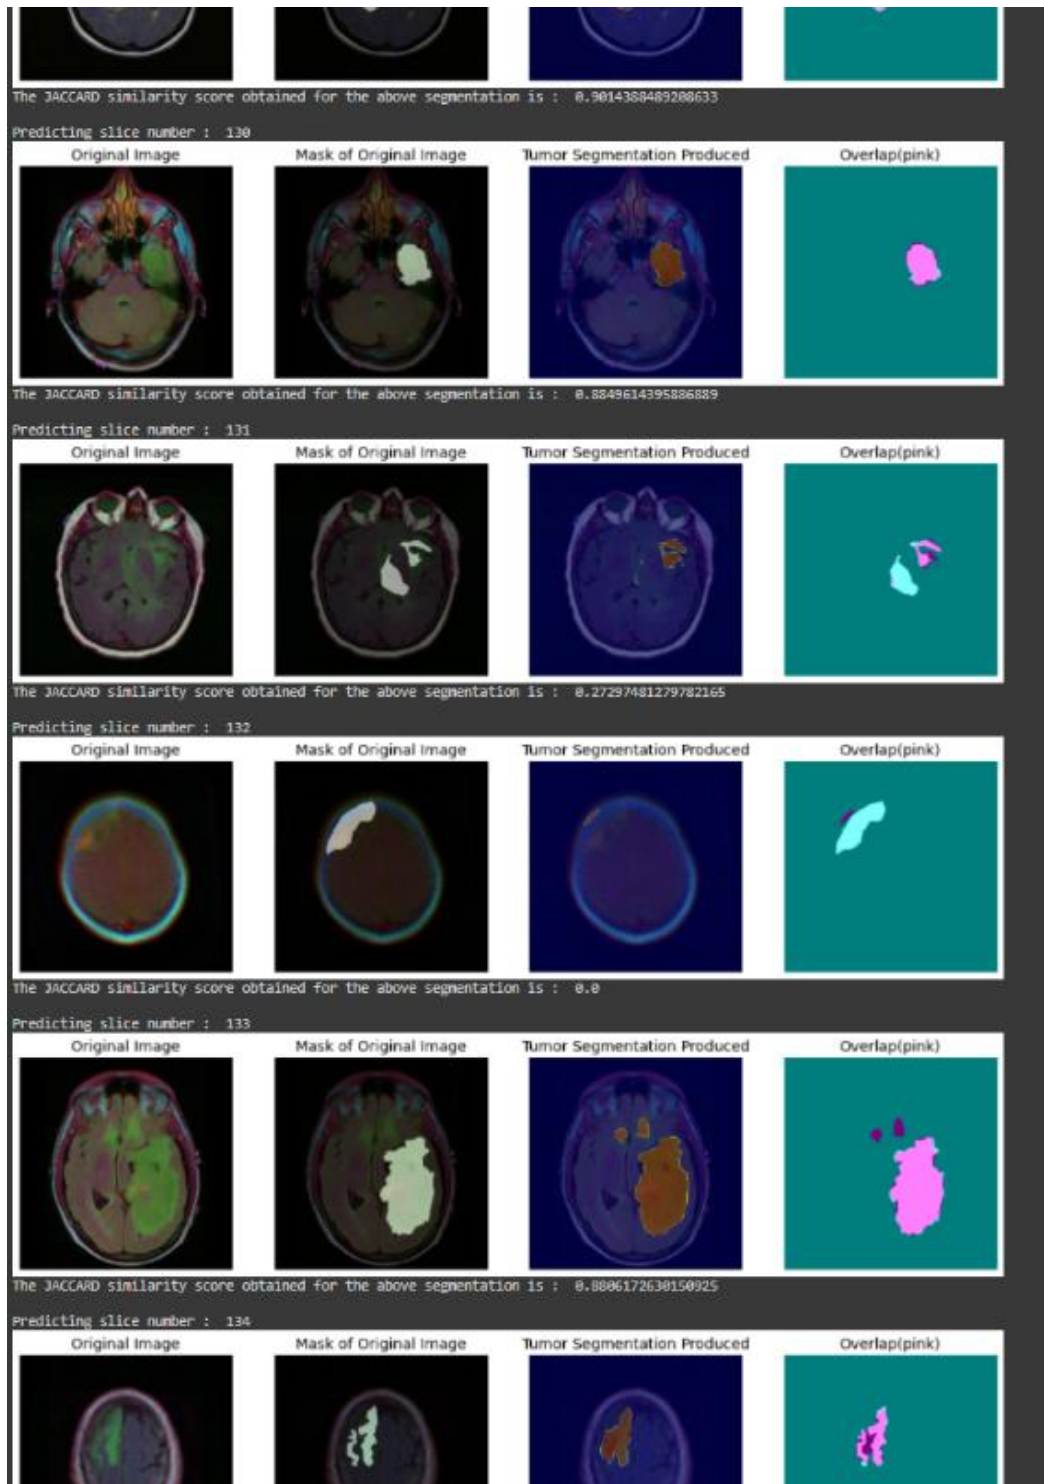 The JACCARD similarity score obtained for the above segmentation is :  0.9014388489208633
Predicting slice number :  130
Original Image Mask of Original Image Tumor Segmentation Produced Overlap(pink)
The JACCARD similarity score obtained for the above segmentation is :  0.8849614395886889
Predicting slice number :  131
Original Image Mask of Original Image Tumor Segmentation Produced Overlap(pink)
The JACCARD similarity score obtained for the above segmentation is :  0.27297481279782165
Predicting slice number :  132
Original Image Mask of Original Image Tumor Segmentation Produced Overlap(pink)
The JACCARD similarity score obtained for the above segmentation is :  0.0
Predicting slice number :  133
Original Image Mask of Original Image Tumor Segmentation Produced Overlap(pink)
The JACCARD similarity score obtained for the above segmentation is :  0.8806172630150925
Predicting slice number :  134
Original Image Mask of Original Image Tumor Segmentation Produced Overlap(pink)